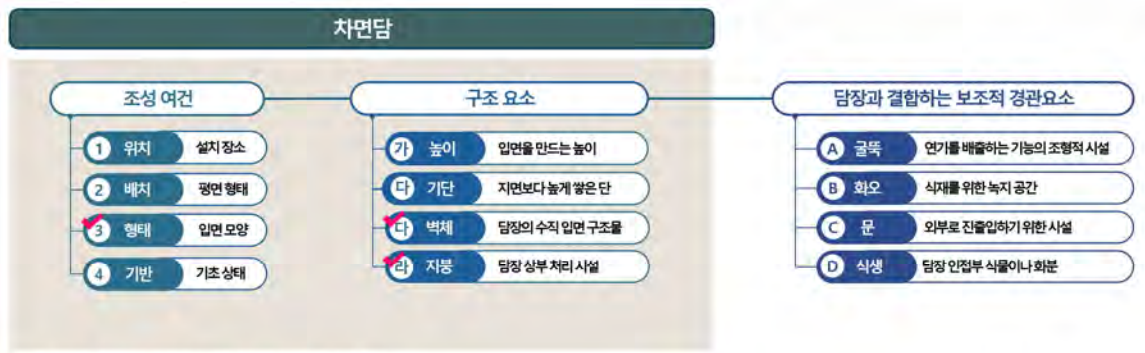 차면담
조성 여건
1 위치 설치 장소
2 배치 평면 형태
3 형태 입면 모양
4 기반 기초 상태
구조 요소
가 높이 입면을 만드는 높이
다 기단 지면보다 높게 쌓은 단
다 벽체 담장의 수직 입면 구조물
라 지붕 담장 상부 처리 시설
담장과 결합하는 보조적 경관요소
A 굴뚝 연기를 배출하는 기능의 조형적 시설
B 화오 식재를 위한 녹지 공간
C 문 외부로 진출입하기 위한 시설
D 식생 담장 인접부 식물이나 화분